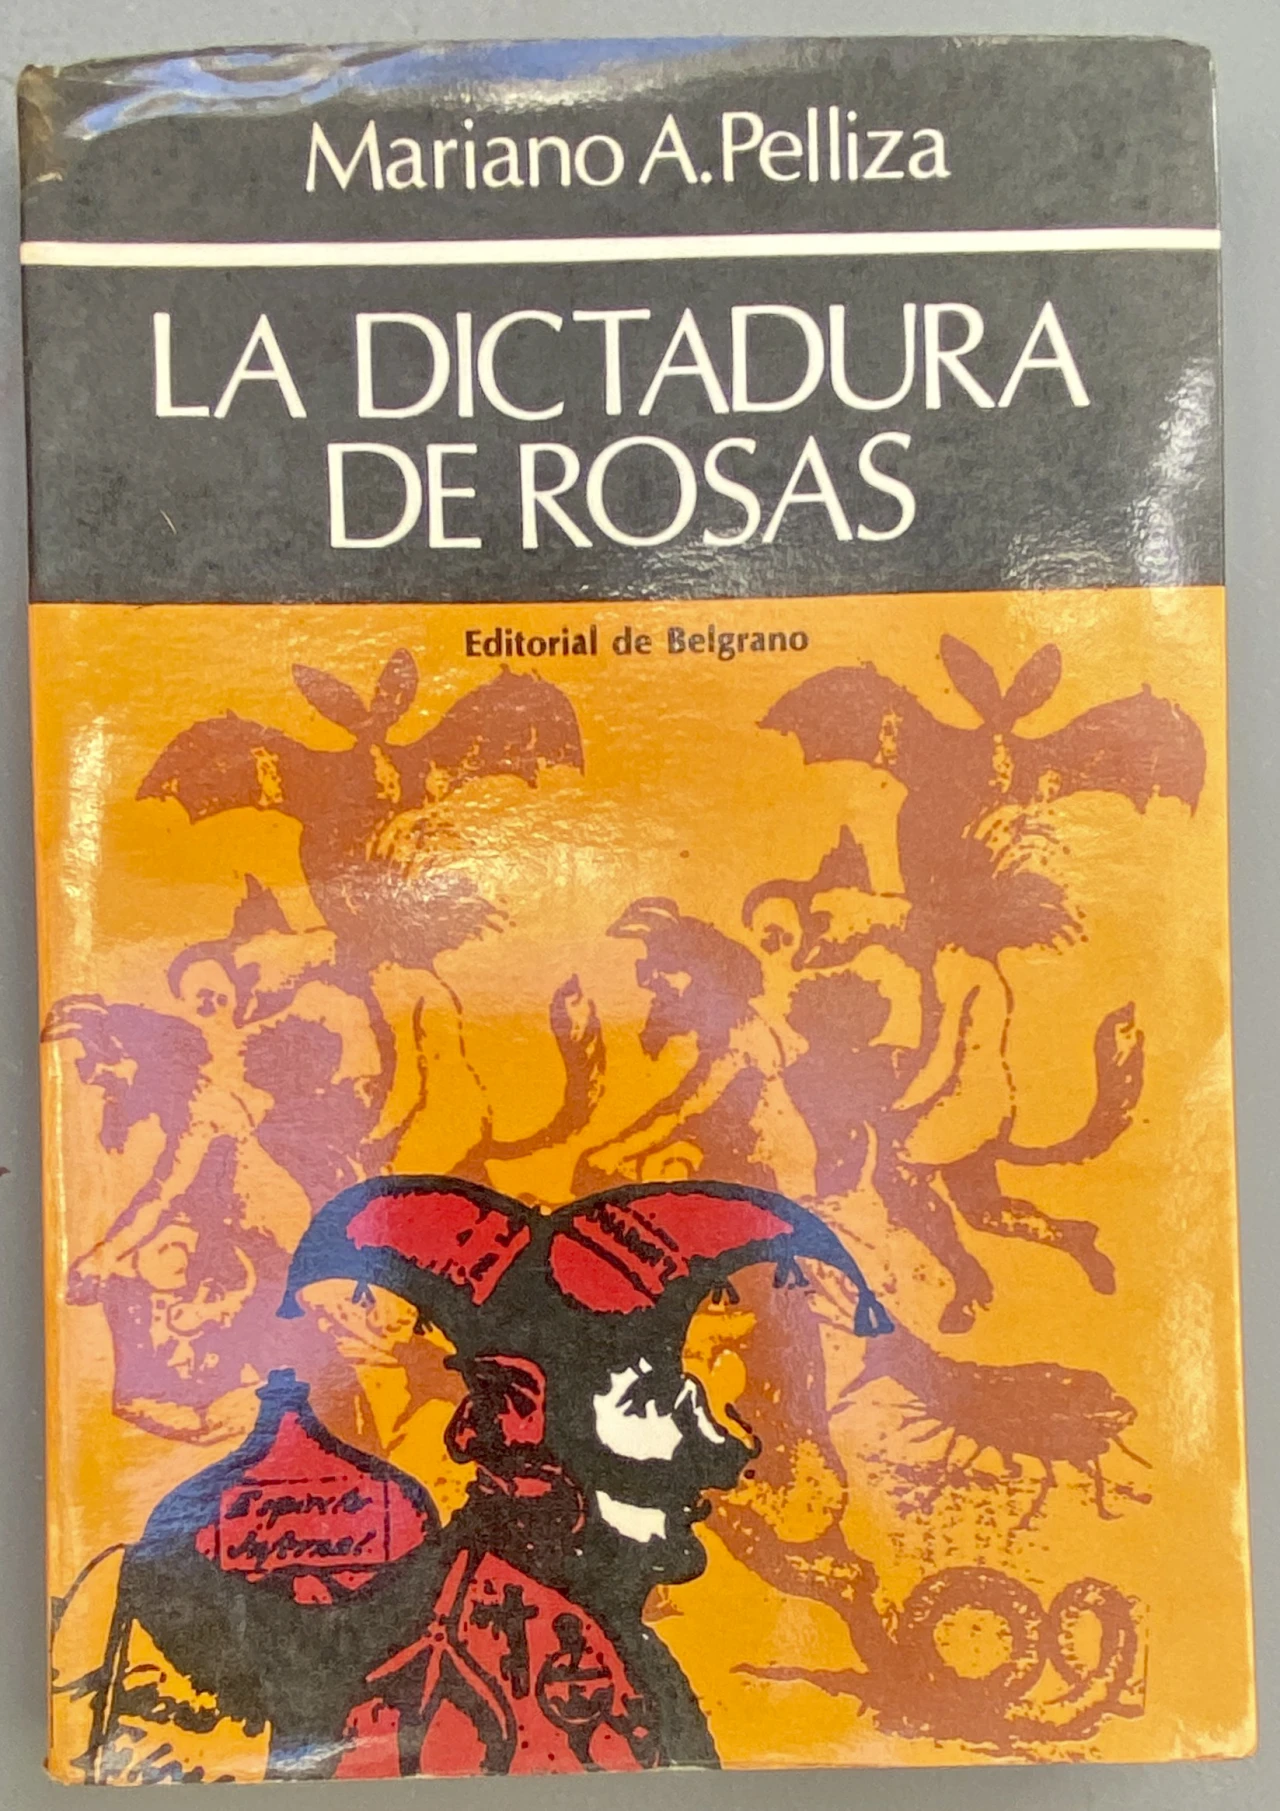 Mariano A. Pelliza
LA DICTADURA
DE ROSAS
Editorial de Belgrano